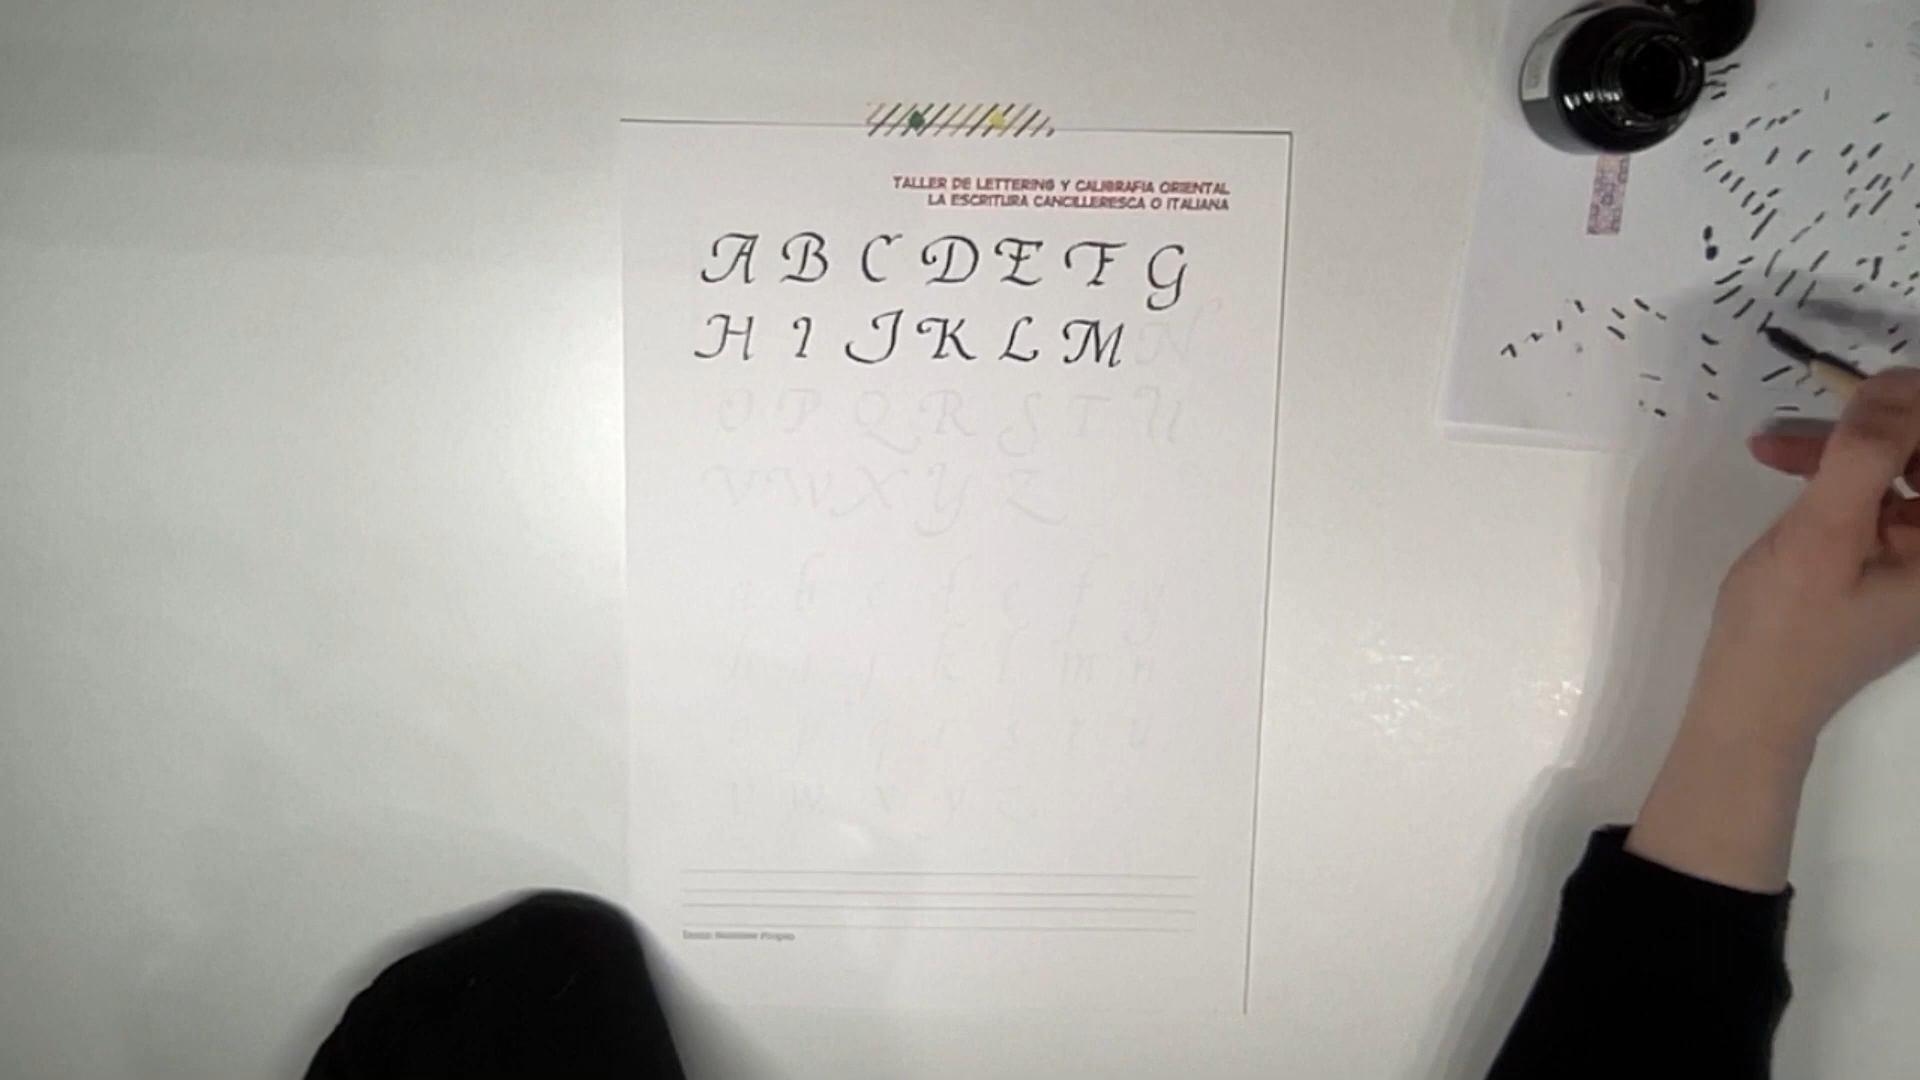 TALLER DE LETTERING Y CALIGRAFIA ORIENTAL
LA ESCRITURA CANCILLERESCA O ITALIANA
A B C D E F G
H I J K L M N
O P Q R S T U
V W X Y Z
a b c d e f g
h i j k l m n
o p q r s t u
v w x y z